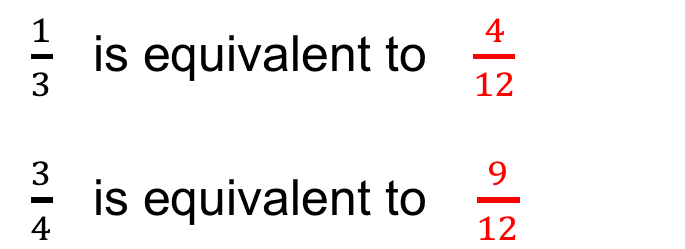 1/3 is equivalent to 4/12
3/4 is equivalent to 9/12